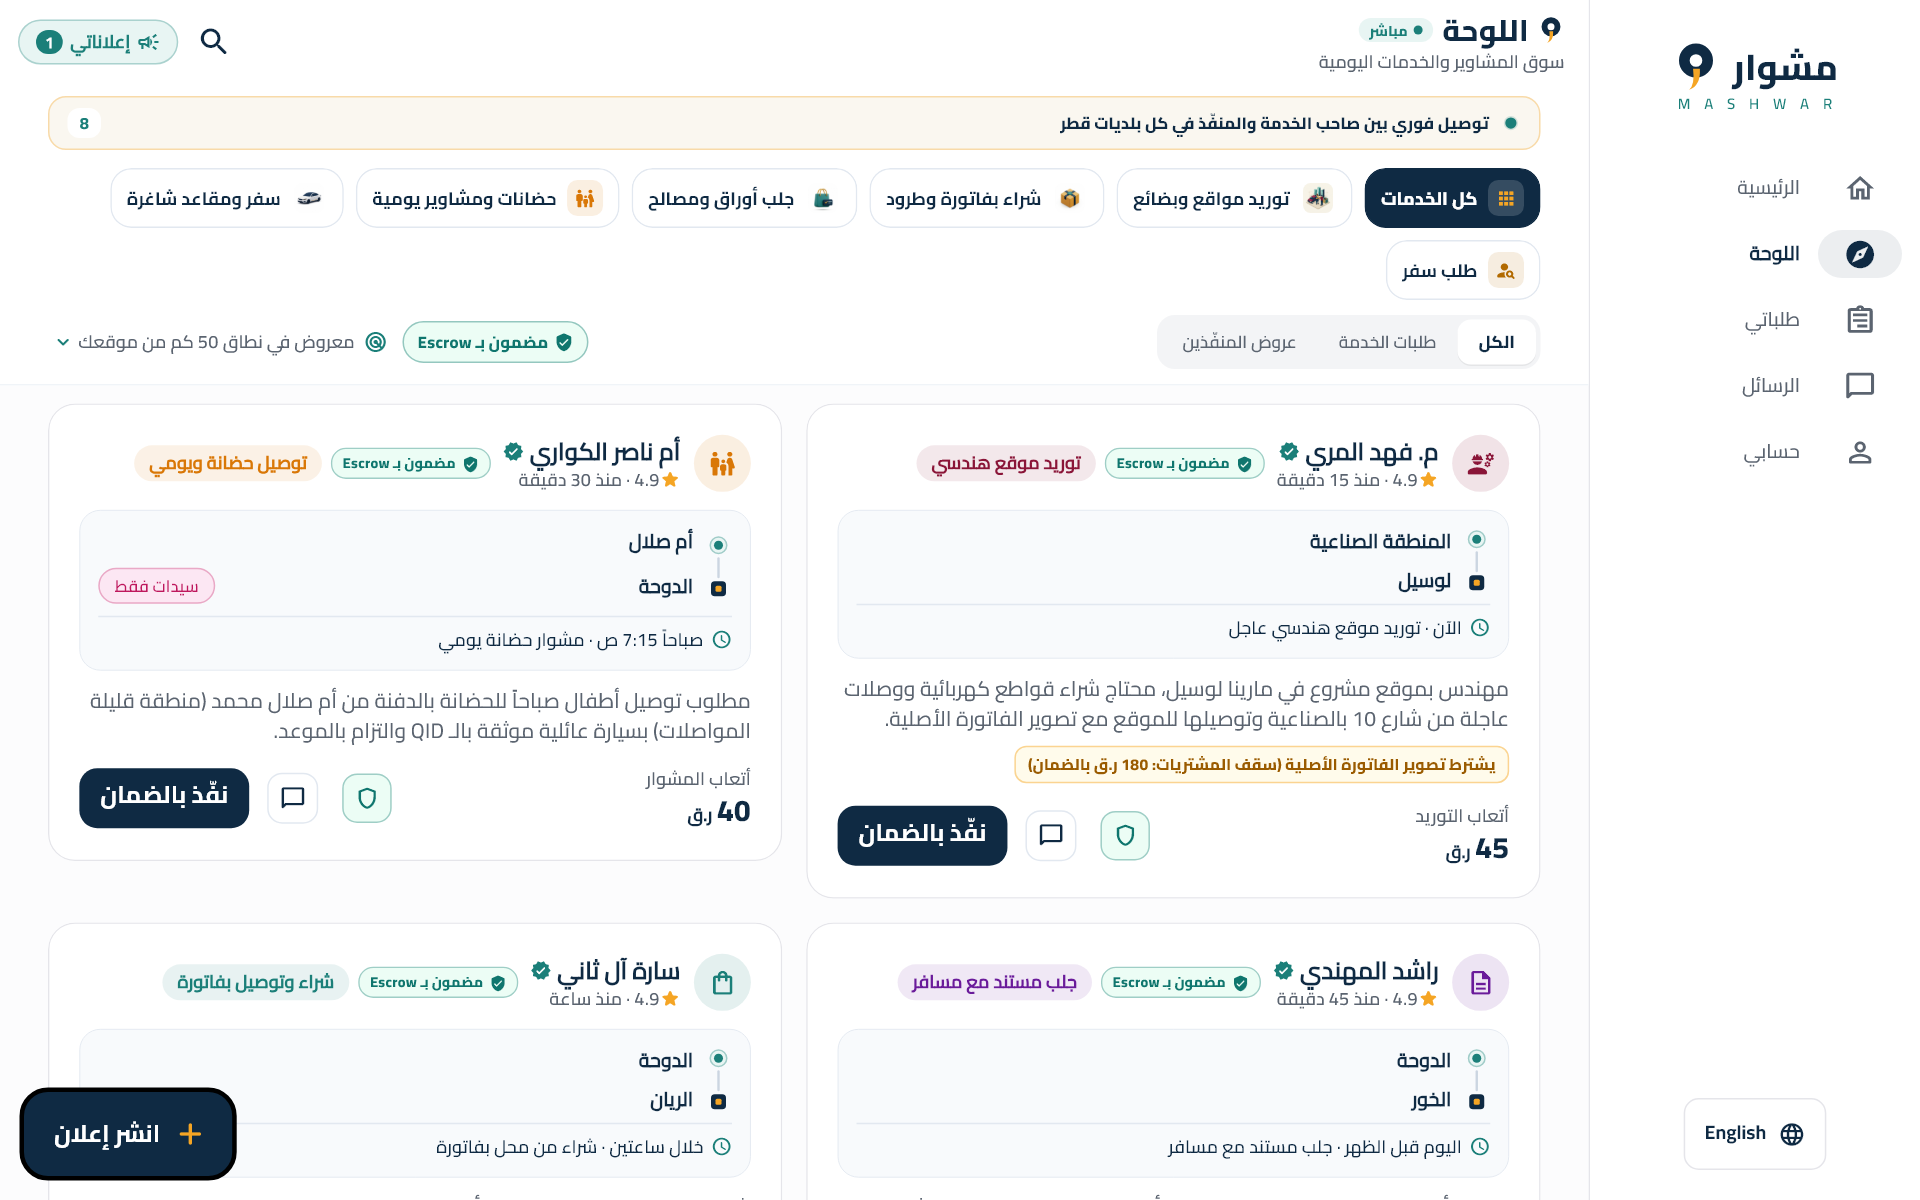 مشوار
MASHWAR
الرئيسية
اللوحة
طلباتي
الرسائل
حسابي
English
اللوحة
مباشر
سوق المشاوير والخدمات اليومية
إعلاناتي 1
توصيل فوري بين صاحب الخدمة والمنفّذ في كل بلديات قطر
8
كل الخدمات
توريد مواقع وبضائع
شراء بفاتورة وطرود
جلب أوراق ومصالح
حضانات ومشاوير يومية
سفر ومقاعد شاغرة
طلب سفر
الكل
طلبات الخدمة
عروض المنفّذين
مضمون بـ Escrow
معروض في نطاق 50 كم من موقعك
م. فهد المري
مضمون بـ Escrow
توريد موقع هندسي
4.9 · منذ 15 دقيقة
المنطقة الصناعية
لوسيل
الآن · توريد موقع هندسي عاجل
مهندس بموقع مشروع في مارينا لوسيل، محتاج شراء قواطع كهربائية ووصلات
عاجلة من شارع 10 بالصناعية وتوصيلها للموقع مع تصوير الفاتورة الأصلية.
يشترط تصوير الفاتورة الأصلية (سقف المشتريات: 180 ر.ق بالضمان)
أتعاب التوريد
45 ر.ق
نفّذ بالضمان
أم ناصر الكواري
مضمون بـ Escrow
توصيل حضانة ويومي
4.9 · منذ 30 دقيقة
أم صلال
الدوحة
سيدات فقط
صباحاً 7:15 ص · مشوار حضانة يومي
مطلوب توصيل أطفال صباحاً للحضانة بالدفنة من أم صلال محمد (منطقة قليلة
المواصلات) بسيارة عائلية موثقة بالـ QID والتزام بالموعد.
أتعاب المشوار
40 ر.ق
نفّذ بالضمان
راشد المهندي
مضمون بـ Escrow
جلب مستند مع مسافر
4.9 · منذ 45 دقيقة
الدوحة
الخور
اليوم قبل الظهر · جلب مستند مع مسافر
سارة آل ثاني
مضمون بـ Escrow
شراء وتوصيل بفاتورة
4.9 · منذ ساعة
الدوحة
الريان
خلال ساعتين · شراء من محل بفاتورة
انشر إعلان